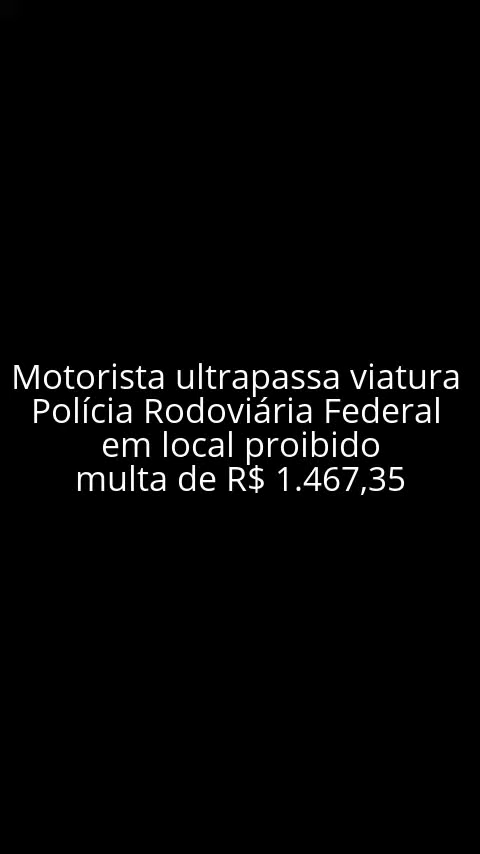 Motorista ultrapassa viatura
Polícia Rodoviária Federal
em local proibido
multa de R$ 1.467,35